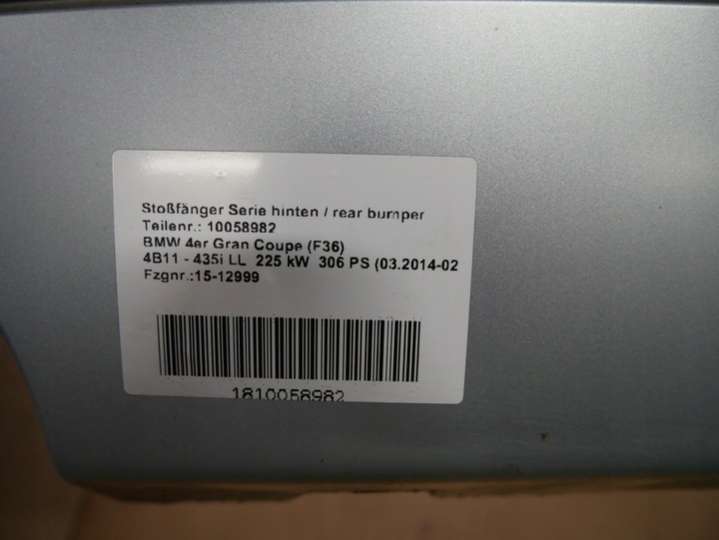 Stoßfänger Serie hinten / rear bumper
Teilenr.: 10058982
BMW 4er Gran Coupe (F36)
4B11 - 435i LL 225 kW 306 PS (03.2014-02
Fzgnr.:15-12999
1810058982